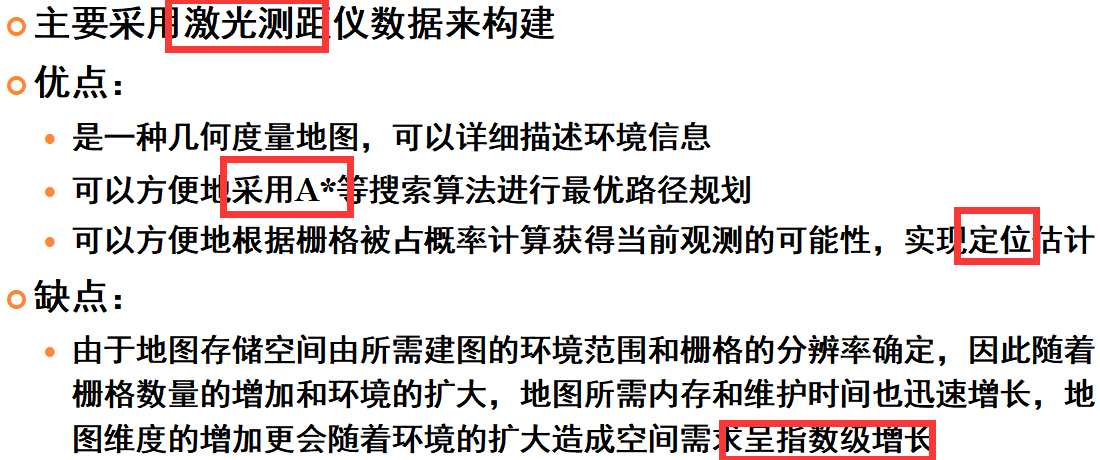 主要采用激光测距仪数据来构建
优点：
是一种几何度量地图，可以详细描述环境信息
可以方便地采用A*等搜索算法进行最优路径规划
可以方便地根据栅格被占概率计算获得当前观测的可能性，实现定位估计
缺点：
由于地图存储空间由所需建图的环境范围和栅格的分辨率确定，因此随着
栅格数量的增加和环境的扩大，地图所需内存和维护时间也迅速增长，地
图维度的增加更会随着环境的扩大造成空间需求呈指数级增长